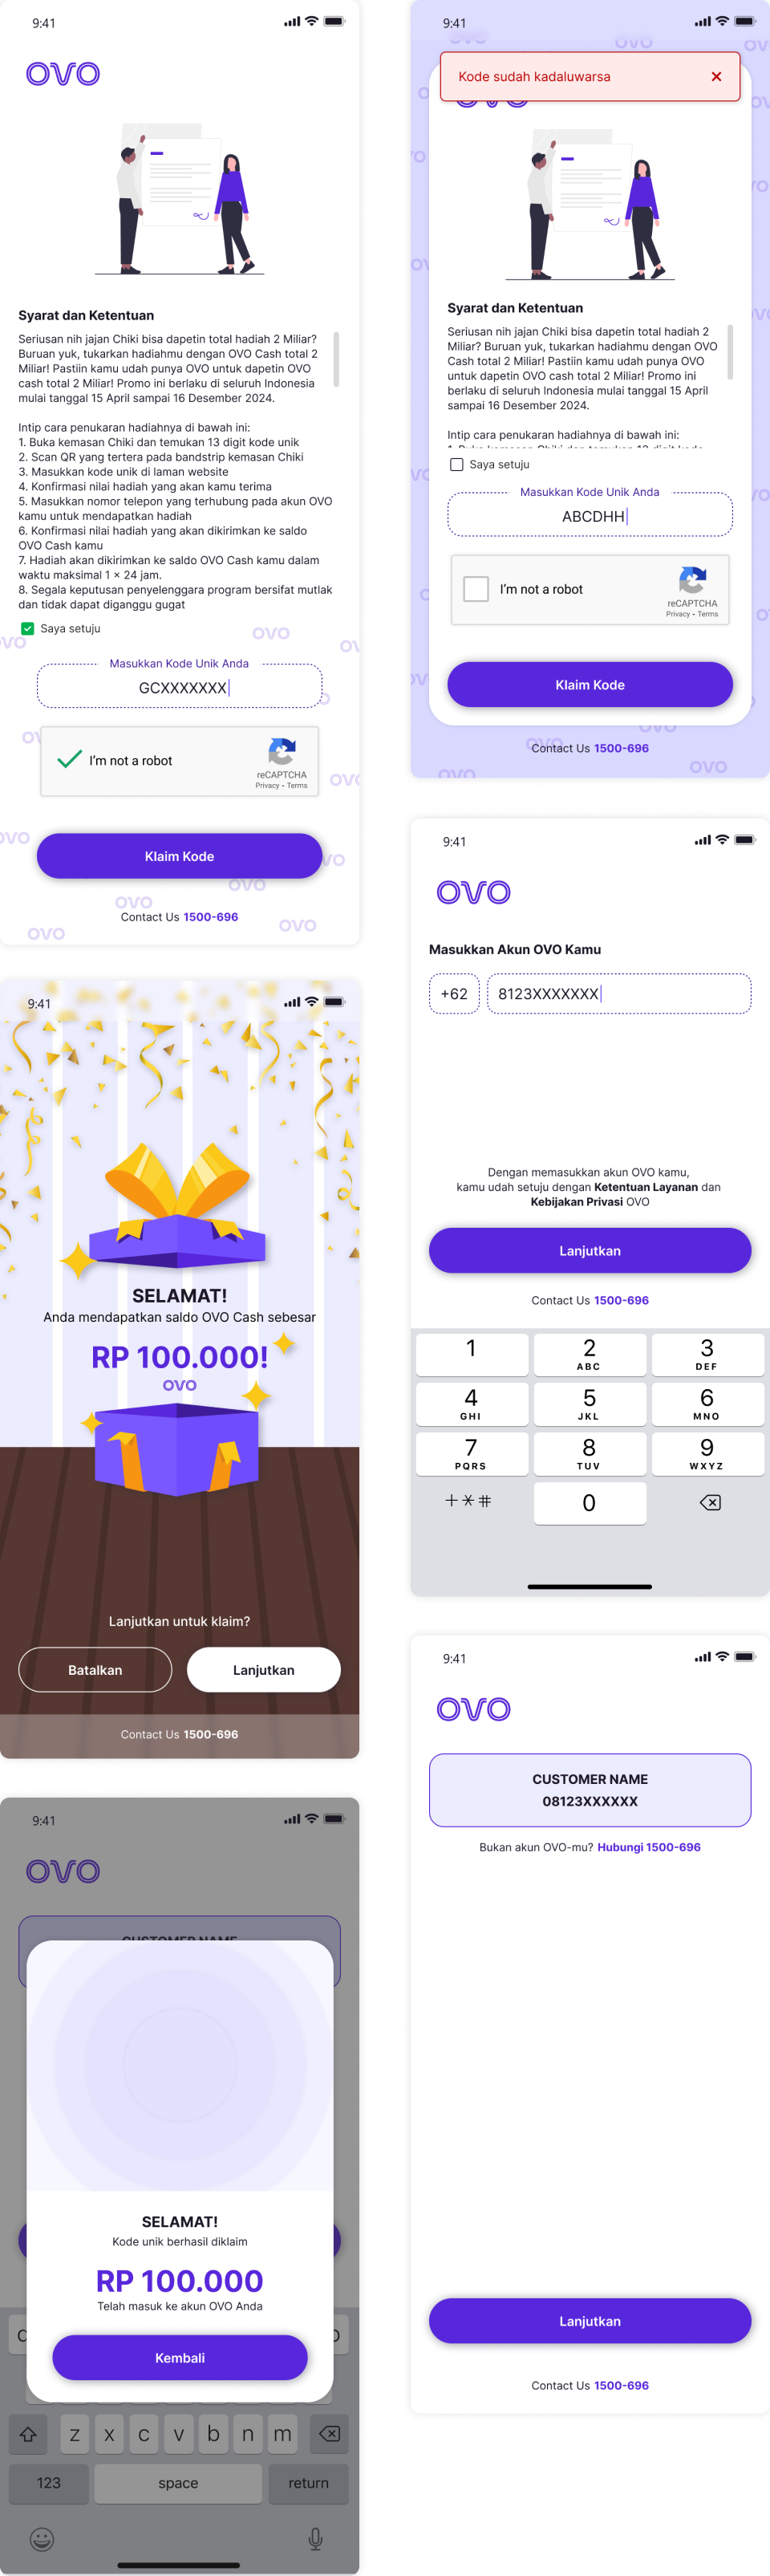 9:41
OVO
Syarat dan Ketentuan
Seriusan nih jajan Chiki bisa dapetin total hadiah 2 Miliar?
Buruan yuk, tukarkan hadiahmu dengan OVO Cash total 2
Miliar! Pastiin kamu udah punya OVO untuk dapetin OVO
cash total 2 Miliar! Promo ini berlaku di seluruh Indonesia
mulai tanggal 15 April sampai 16 Desember 2024.
Intip cara penukaran hadiahnya di bawah ini:
1. Buka kemasan Chiki dan temukan 13 digit kode unik
2. Scan QR yang tertera pada bandstrip kemasan Chiki
3. Masukkan kode unik di laman website
4. Konfirmasi nilai hadiah yang akan kamu terima
5. Masukkan nomor telepon yang terhubung pada akun OVO
kamu untuk mendapatkan hadiah
6. Konfirmasi nilai hadiah yang akan dikirimkan ke saldo
OVO Cash kamu
7. Hadiah akan dikirimkan ke saldo OVO Cash kamu dalam
waktu maksimal 1 x 24 jam.
8. Segala keputusan penyelenggara program bersifat mutlak
dan tidak dapat diganggu gugat
Saya setuju
Masukkan Kode Unik Anda
GCXXXXXXX
I'm not a robot
reCAPTCHA
Privacy - Terms
Klaim Kode
Contact Us 1500-696
9:41
Kode sudah kadaluwarsa
Syarat dan Ketentuan
Seriusan nih jajan Chiki bisa dapetin total hadiah 2
Miliar? Buruan yuk, tukarkan hadiahmu dengan OVO
Cash total 2 Miliar! Pastiin kamu udah punya OVO
untuk dapetin OVO cash total 2 Miliar! Promo ini
berlaku di seluruh Indonesia mulai tanggal 15 April
sampai 16 Desember 2024.
Intip cara penukaran hadiahnya di bawah ini:
1. Buka kemasan Chiki dan temukan 13 digit kode
Saya setuju
Masukkan Kode Unik Anda
ABCDHH
I'm not a robot
reCAPTCHA
Privacy - Terms
Klaim Kode
Contact Us 1500-696
9:41
SELAMAT!
Anda mendapatkan saldo OVO Cash sebesar
RP 100.000!
OVO
Lanjutkan untuk klaim?
Batalkan
Lanjutkan
Contact Us 1500-696
9:41
OVO
Masukkan Akun OVO Kamu
+62
8123XXXXXXX
Dengan memasukkan akun OVO kamu,
kamu udah setuju dengan Ketentuan Layanan dan
Kebijakan Privasi OVO
Lanjutkan
Contact Us 1500-696
1 2 3
ABC DEF
4 5 6
GHI JKL MNO
7 8 9
PQRS TUV WXYZ
+ * # 0
9:41
OVO
CUSTOMER NAME
08123XXXXXX
Bukan akun OVO-mu? Hubungi 1500-696
Lanjutkan
Contact Us 1500-696
9:41
OVO
CUSTOMER NAME
SELAMAT!
Kode unik berhasil diklaim
RP 100.000
Telah masuk ke akun OVO Anda
Kembali
z x c v b n m
123 space return